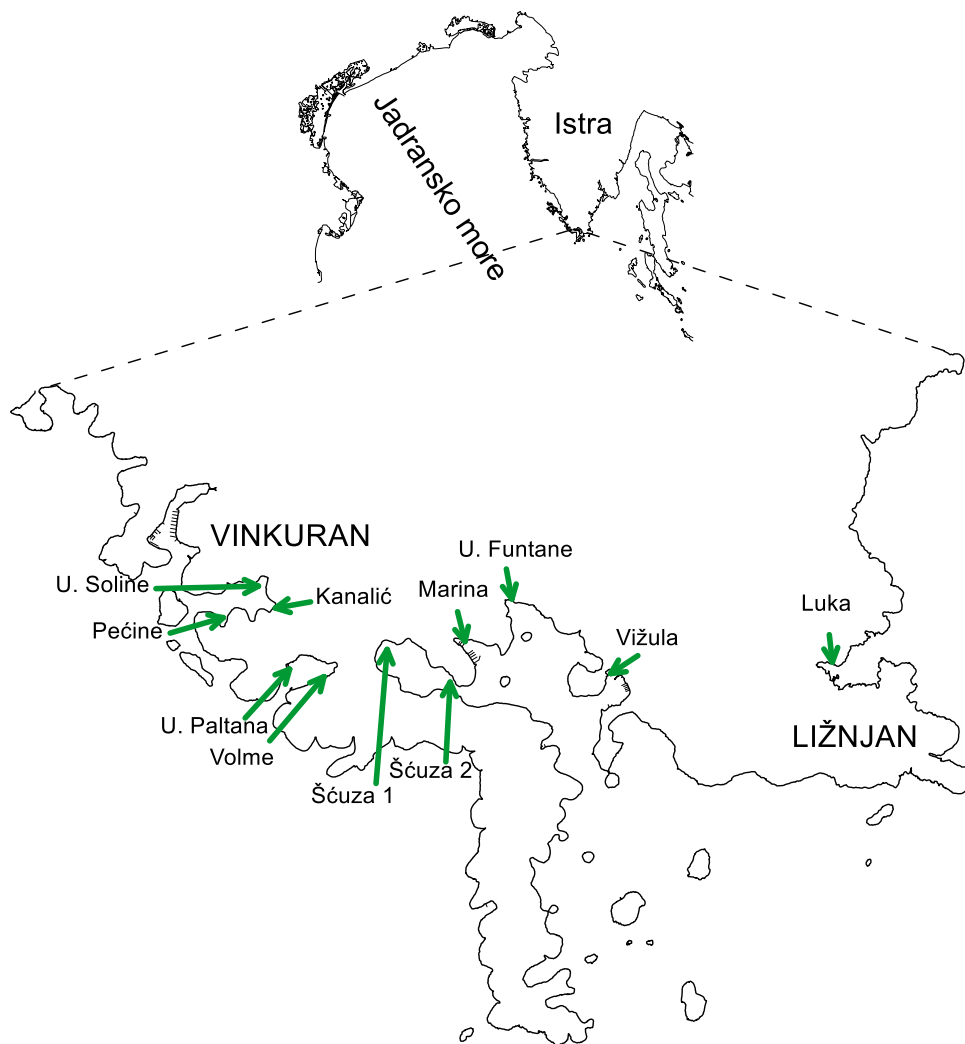 Istra
Jadransko more
VINKURAN
U. Funtane
U. Soline
Kanalić
Marina
Luka
Pećine
Vižula
U. Paltana
LIŽNJAN
Volme
Šćuza 2
Šćuza 1